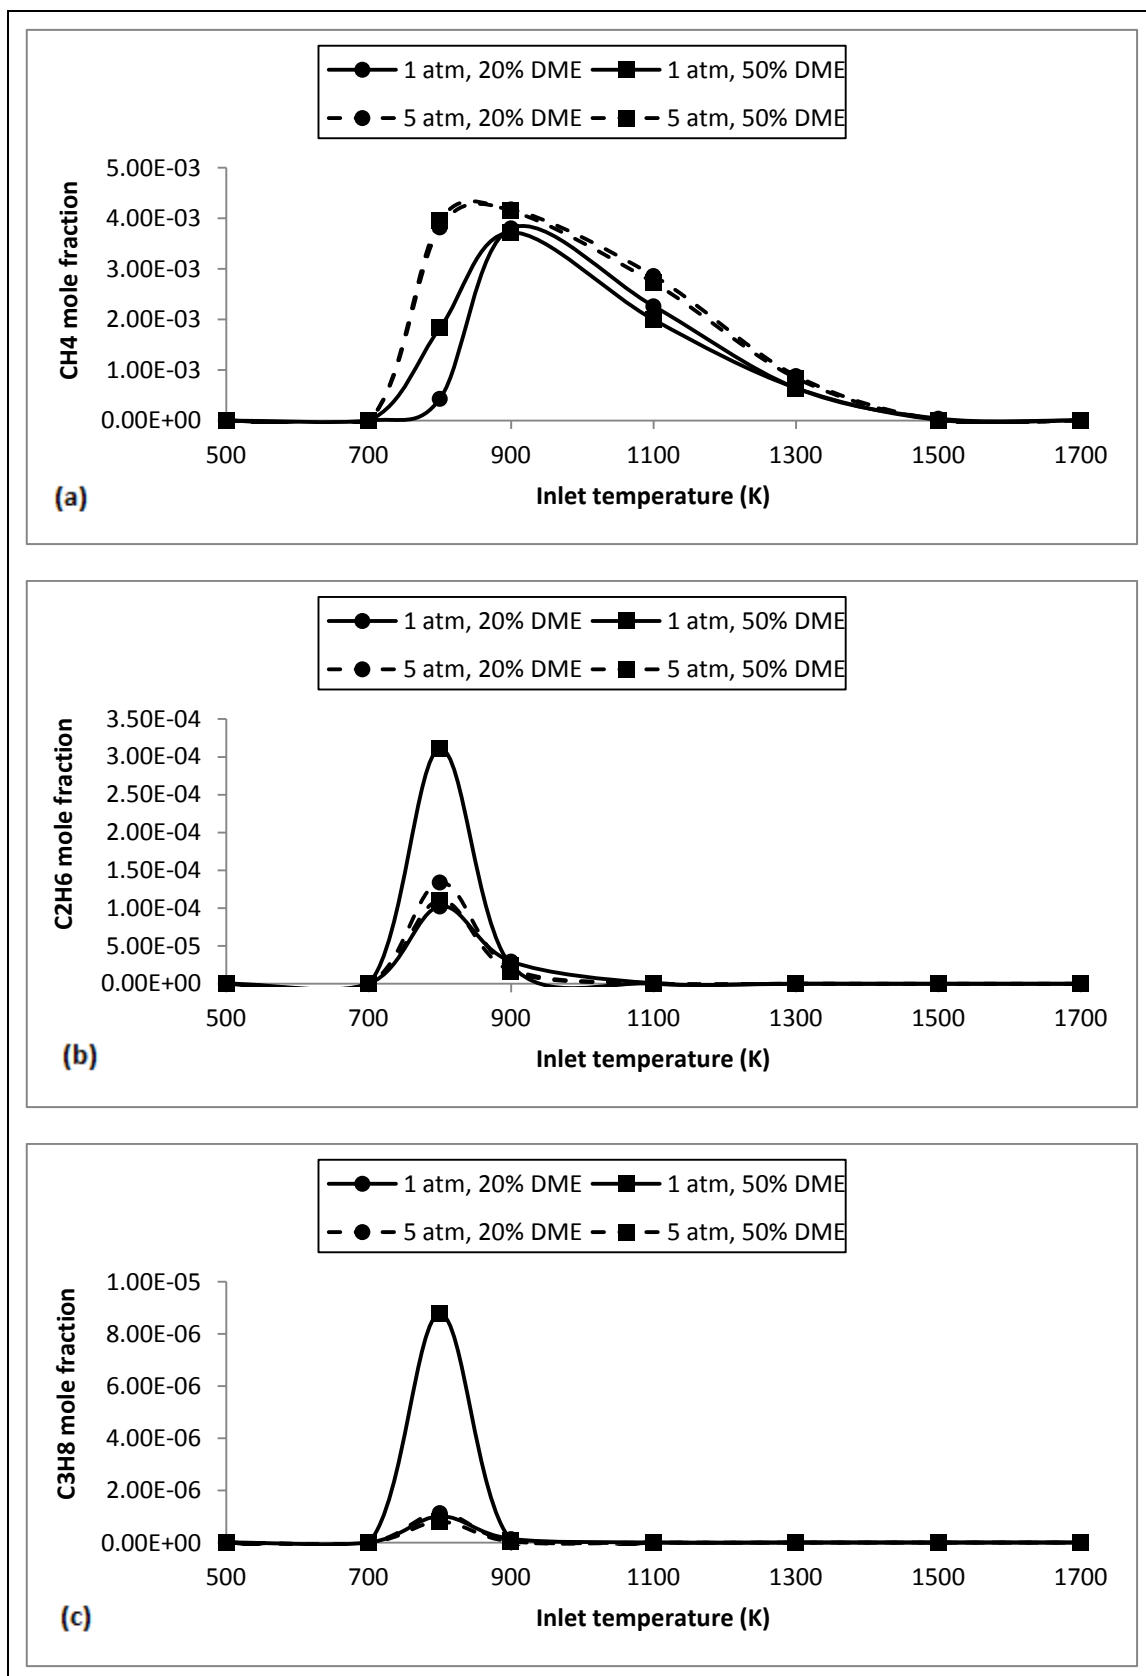 1 atm, 20% DME 1 atm, 50% DME
5 atm, 20% DME 5 atm, 50% DME
CH4 mole fraction
5.00E-03
4.00E-03
3.00E-03
2.00E-03
1.00E-03
0.00E+00
500 700 900 1100 1300 1500 1700
Inlet temperature (K)
(a)
1 atm, 20% DME 1 atm, 50% DME
5 atm, 20% DME 5 atm, 50% DME
C2H6 mole fraction
3.50E-04
3.00E-04
2.50E-04
2.00E-04
1.50E-04
1.00E-04
5.00E-05
0.00E+00
500 700 900 1100 1300 1500 1700
Inlet temperature (K)
(b)
1 atm, 20% DME 1 atm, 50% DME
5 atm, 20% DME 5 atm, 50% DME
C3H8 mole fraction
1.00E-05
8.00E-06
6.00E-06
4.00E-06
2.00E-06
0.00E+00
500 700 900 1100 1300 1500 1700
Inlet temperature (K)
(c)